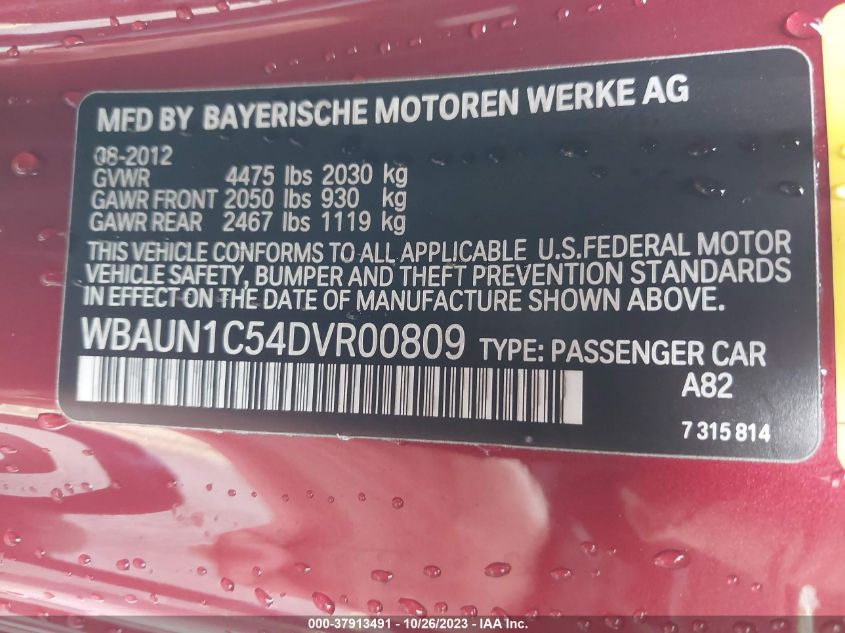 MFD BY BAYERISCHE MOTOREN WERKE AG
08-2012
GVWR 4475 lbs 2030 kg
GAWR FRONT 2050 lbs 930 kg
GAWR REAR 2467 lbs 1119 kg
THIS VEHICLE CONFORMS TO ALL APPLICABLE U.S.FEDERAL MOTOR
VEHICLE SAFETY, BUMPER AND THEFT PREVENTION STANDARDS
IN EFFECT ON THE DATE OF MANUFACTURE SHOWN ABOVE.
WBAUN1C54DVR00809 TYPE: PASSENGER CAR
A82
7 315 814
000-37913491 - 10/26/2023 - IAA Inc.